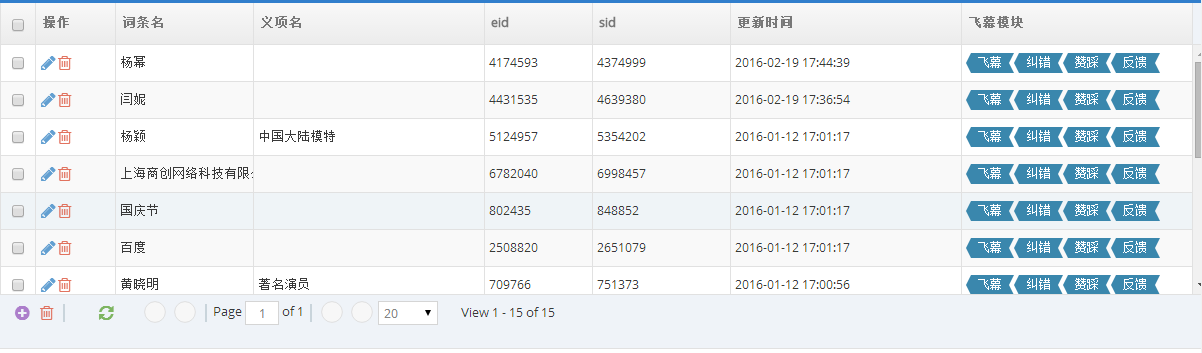 操作 词条名 义项名 eid sid 更新时间 飞幕模块
杨幂 4174593 4374999 2016-02-19 17:44:39 飞幕 纠错 赞踩 反馈
闫妮 4431535 4639380 2016-02-19 17:36:54 飞幕 纠错 赞踩 反馈
杨颖 中国大陆模特 5124957 5354202 2016-01-12 17:01:17 飞幕 纠错 赞踩 反馈
上海商创网络科技有限 6782040 6998457 2016-01-12 17:01:17 飞幕 纠错 赞踩 反馈
国庆节 802435 848852 2016-01-12 17:01:17 飞幕 纠错 赞踩 反馈
百度 2508820 2651079 2016-01-12 17:01:17 飞幕 纠错 赞踩 反馈
黄晓明 著名演员 709766 751373 2016-01-12 17:00:56 飞幕 纠错 赞踩 反馈
Page 1 of 1 20 View 1 - 15 of 15